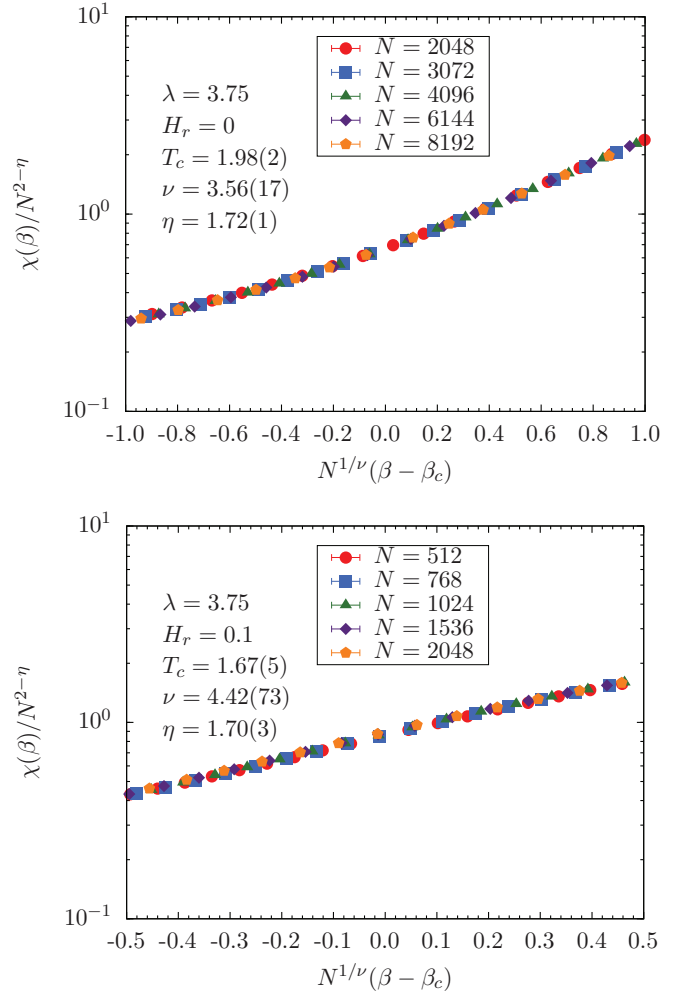 10^1
10^0
10^{-1}
χ(β)/N^{2−η}
λ = 3.75
H_r = 0
T_c = 1.98(2)
ν = 3.56(17)
η = 1.72(1)
N = 2048
N = 3072
N = 4096
N = 6144
N = 8192
-1.0 -0.8 -0.6 -0.4 -0.2 0.0 0.2 0.4 0.6 0.8 1.0
N^{1/ν}(β − β_c)
10^1
10^0
10^{-1}
χ(β)/N^{2−η}
λ = 3.75
H_r = 0.1
T_c = 1.67(5)
ν = 4.42(73)
η = 1.70(3)
N = 512
N = 768
N = 1024
N = 1536
N = 2048
-0.5 -0.4 -0.3 -0.2 -0.1 0.0 0.1 0.2 0.3 0.4 0.5
N^{1/ν}(β − β_c)